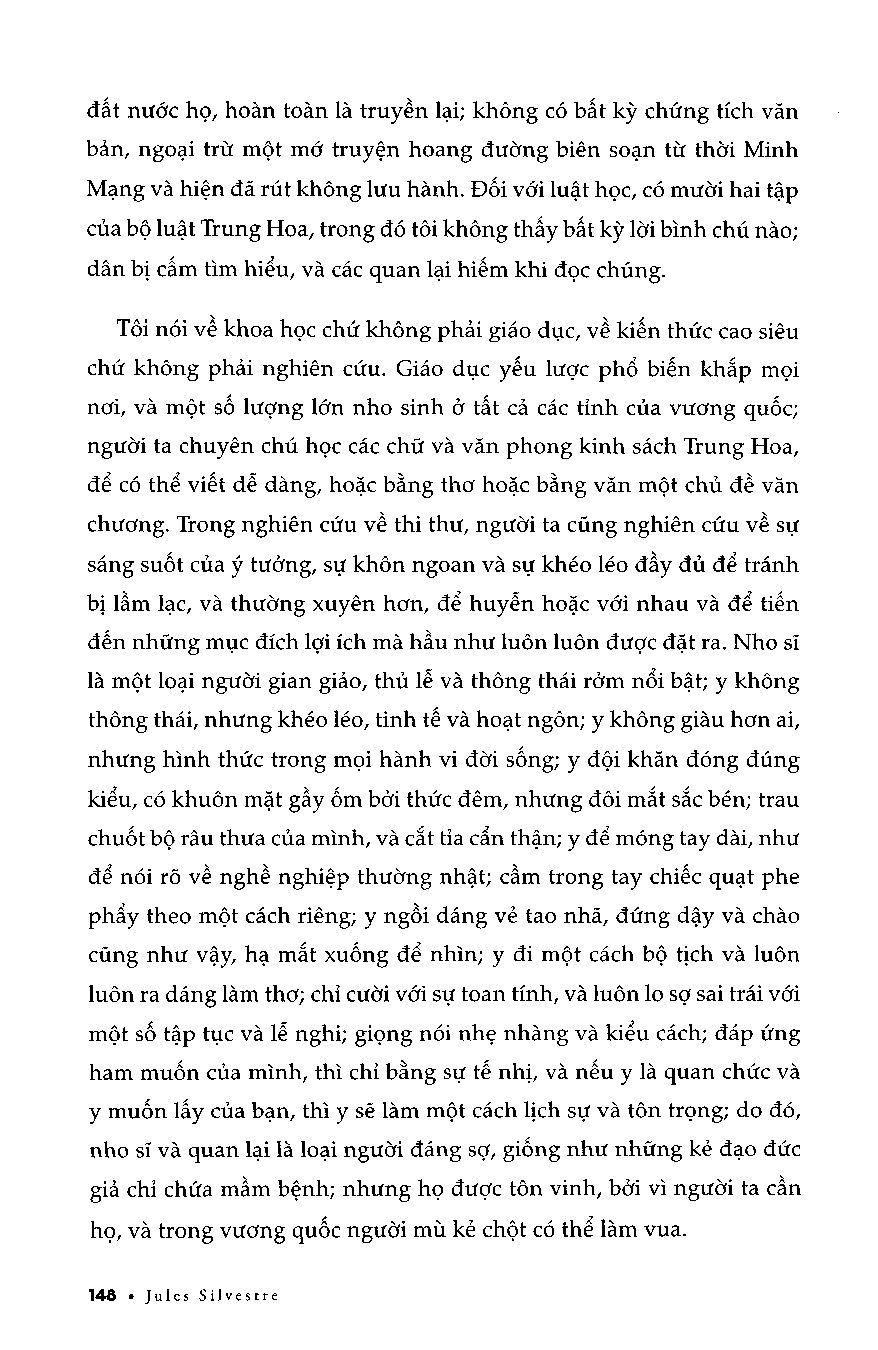 đất nước họ, hoàn toàn là truyền lại; không có bất kỳ chứng tích văn
bản, ngoại trừ một mớ truyện hoang đường biên soạn từ thời Minh
Mạng và hiện đã rút không lưu hành. Đối với luật học, có mười hai tập
của bộ luật Trung Hoa, trong đó tôi không thấy bất kỳ lời bình chú nào;
dân bị cấm tìm hiểu, và các quan lại hiếm khi đọc chúng.
Tôi nói về khoa học chứ không phải giáo dục, về kiến thức cao siêu
chứ không phải nghiên cứu. Giáo dục yếu lược phổ biến khắp mọi
nơi, và một số lượng lớn nho sinh ở tất cả các tỉnh của vương quốc;
người ta chuyên chú học các chữ và văn phong kinh sách Trung Hoa,
để có thể viết dễ dàng, hoặc bằng thơ hoặc bằng văn một chủ đề văn
chương. Trong nghiên cứu về thi thư, người ta cũng nghiên cứu về sự
sáng suốt của ý tưởng, sự khôn ngoan và sự khéo léo đầy đủ để tránh
bị lầm lạc, và thường xuyên hơn, để huyễn hoặc với nhau và để tiến
đến những mục đích lợi ích mà hầu như luôn luôn được đặt ra. Nho sĩ
là một loại người gian giảo, thủ lễ và thông thái rởm nổi bật; y không
thông thái, nhưng khéo léo, tinh tế và hoạt ngôn; y không giàu hơn ai,
nhưng hình thức trong mọi hành vi đời sống; y đội khăn đóng đúng
kiểu, có khuôn mặt gầy ốm bởi thức đêm, nhưng đôi mắt sắc bén; trau
chuốt bộ râu thưa của mình, và cắt tỉa cẩn thận; y để móng tay dài, như
để nói rõ về nghề nghiệp thường nhật; cầm trong tay chiếc quạt phe
phẩy theo một cách riêng; y ngồi dáng vẻ tao nhã, đứng dậy và chào
cũng như vậy, hạ mắt xuống để nhìn; y đi một cách bộ tịch và luôn
luôn ra dáng làm thơ; chỉ cười với sự toan tính, và luôn lo sợ sai trái với
một số tập tục và lễ nghi; giọng nói nhẹ nhàng và kiểu cách; đáp ứng
ham muốn của mình, thì chỉ bằng sự tế nhị, và nếu y là quan chức và
y muốn lấy của bạn, thì y sẽ làm một cách lịch sự và tôn trọng; do đó,
nho sĩ và quan lại là loại người đáng sợ, giống như những kẻ đạo đức
giả chỉ chứa mầm bệnh; nhưng họ được tôn vinh, bởi vì người ta cần
họ, và trong vương quốc người mù kẻ chột có thể làm vua.
148 • Jules Silvestre